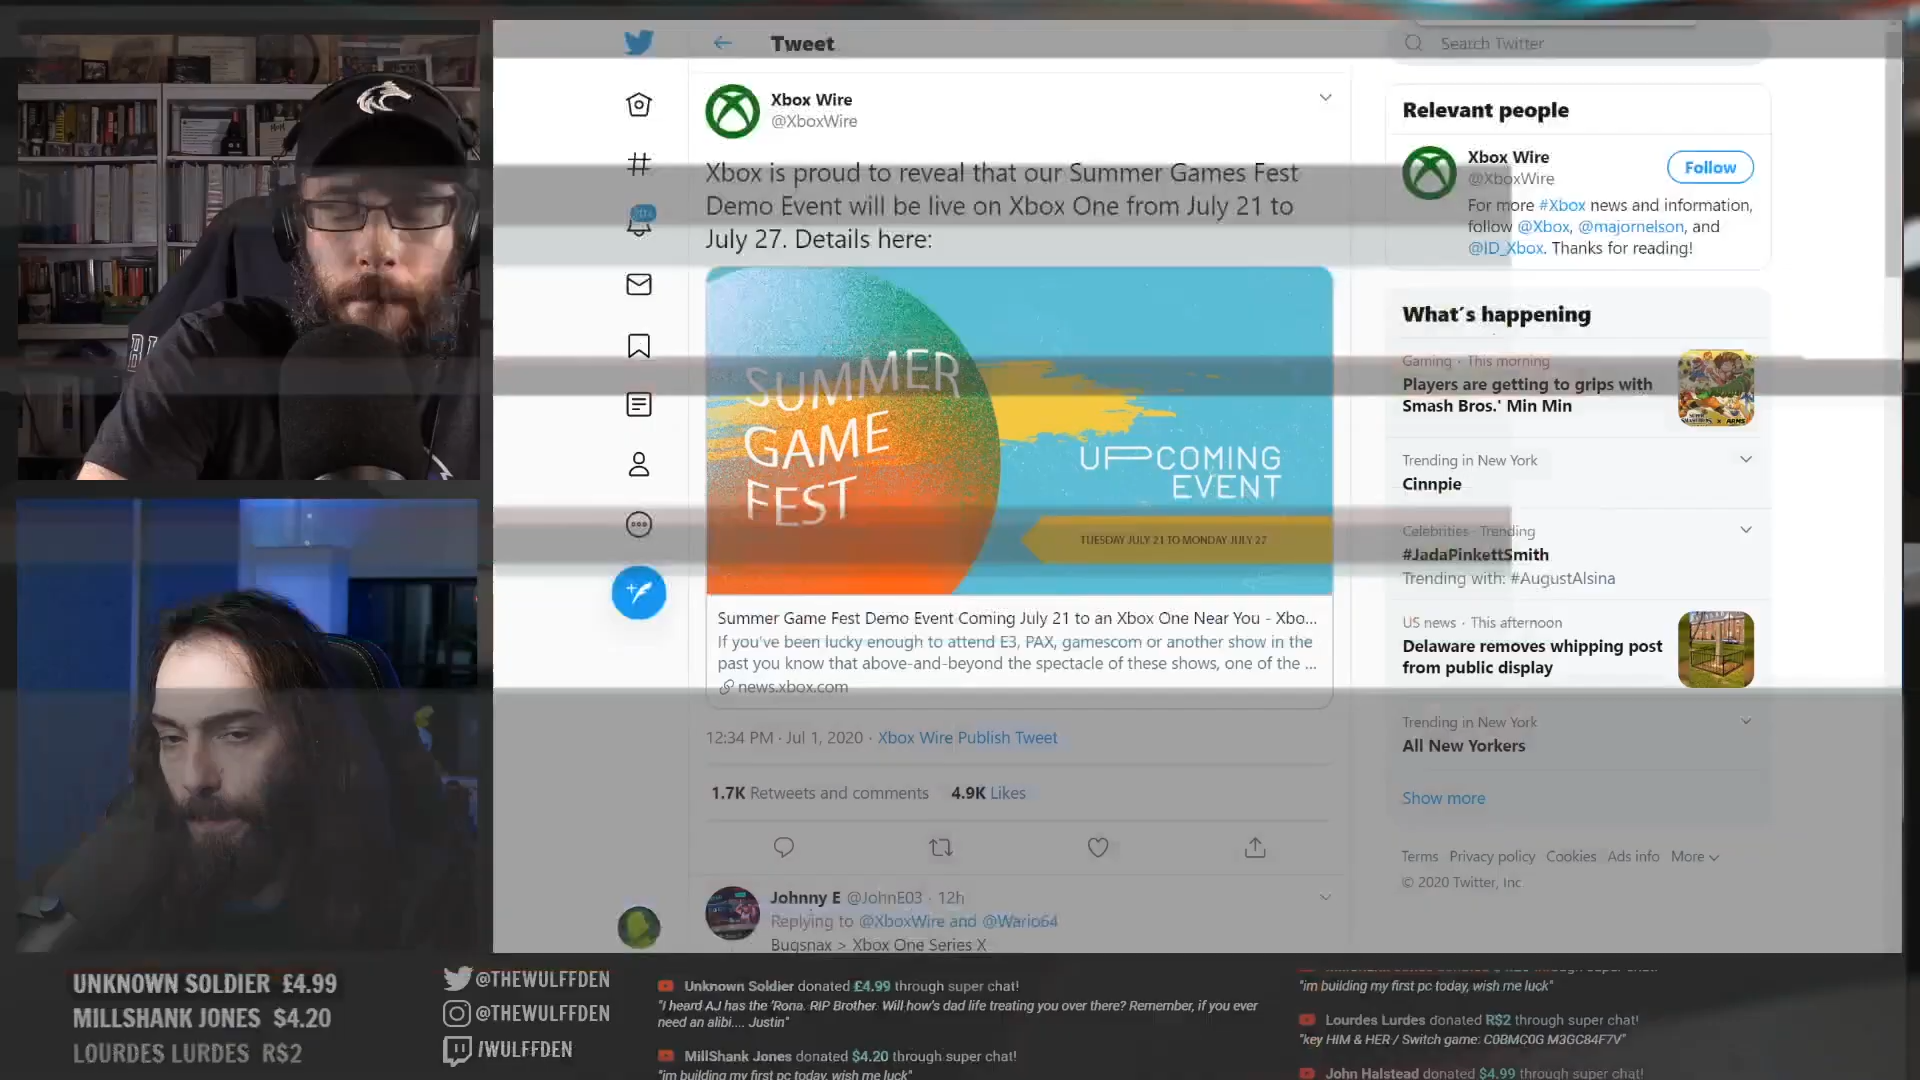 Tweet
Search Twitter
Xbox Wire
@XboxWire
Xbox is proud to reveal that our Summer Games Fest
Demo Event will be live on Xbox One from July 21 to
July 27. Details here:
SUMMER
GAME
FEST
UPCOMING
EVENT
TUESDAY JULY 21 TO MONDAY JULY 27
Summer Game Fest Demo Event Coming July 21 to an Xbox One Near You - Xbo...
If you've been lucky enough to attend E3, PAX, gamescom or another show in the
past you know that above-and-beyond the spectacle of these shows, one of the ...
news.xbox.com
12:34 PM · Jul 1, 2020 · Xbox Wire Publish Tweet
1.7K Retweets and comments 4.9K Likes
Johnny E @JohnE03 · 12h
Replying to @XboxWire and @Wario64
Bugsnax > Xbox One Series X
Relevant people
Xbox Wire
@XboxWire
Follow
For more #Xbox news and information,
follow @Xbox, @majornelson, and
@ID_Xbox. Thanks for reading!
What's happening
Gaming · This morning
Players are getting to grips with
Smash Bros.' Min Min
Trending in New York
Cinnpie
Celebrities · Trending
#JadaPinkettSmith
Trending with: #AugustAlsina
US news · This afternoon
Delaware removes whipping post
from public display
Trending in New York
All New Yorkers
Show more
Terms Privacy policy Cookies Ads info More
© 2020 Twitter, Inc.
UNKNOWN SOLDIER £4.99
MILLSHANK JONES $4.20
LOURDES LURDES R$2
@THEWULFFDEN
@THEWULFFDEN
/WULFFDEN
Unknown Soldier donated £4.99 through super chat!
"I heard AJ has the 'Rona. RIP Brother. Will how's dad life treating you over there? Remember, if you ever
need an alibi.... Justin"
MillShank Jones donated $4.20 through super chat!
"im building my first pc today, wish me luck"
"im building my first pc today, wish me luck"
Lourdes Lurdes donated R$2 through super chat!
"key HIM & HER / Switch game: C0BMC0G M3GC84F7V"
John Halstead donated $4.99 through super chat!